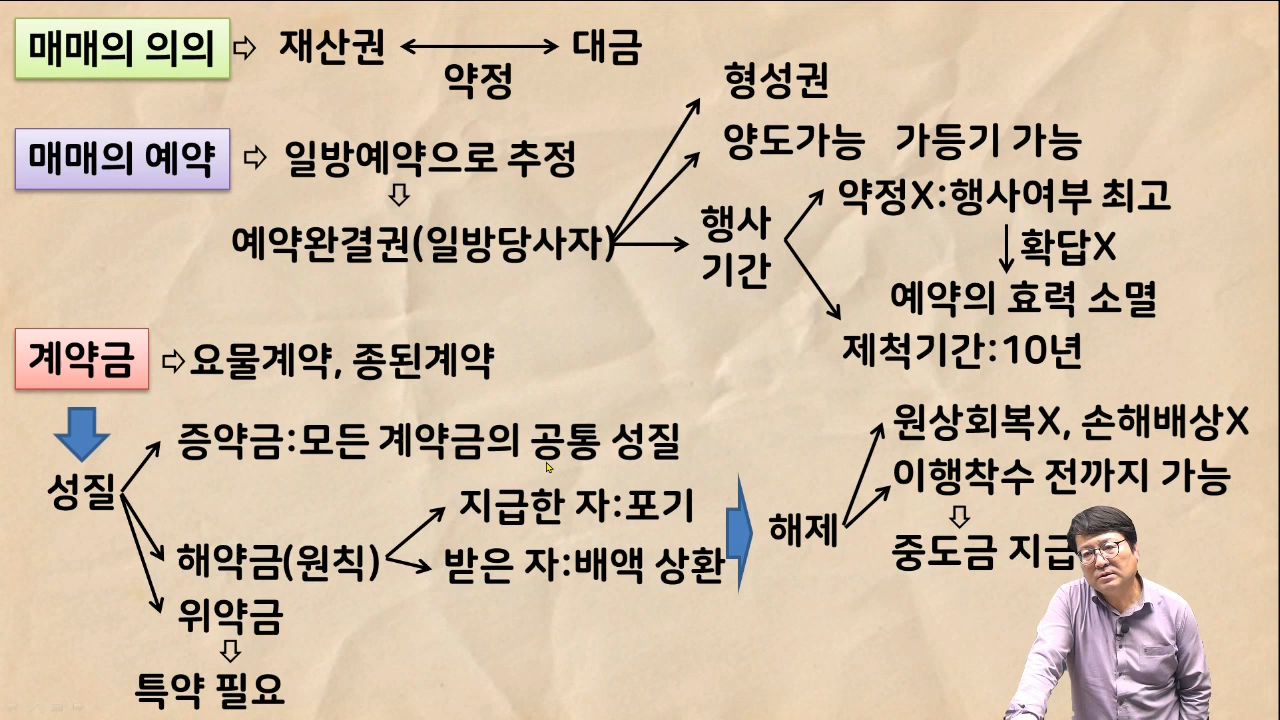 매매의 의의 ⇨ 재산권 대금
약정
매매의 예약 ⇨ 일방예약으로 추정
예약완결권(일방당사자)
형성권
양도가능 가등기 가능
행사
기간
약정X:행사여부 최고
확답X
예약의 효력 소멸
제척기간:10년
계약금 ⇨요물계약, 종된계약
성질
증약금:모든 계약금의 공통 성질
해약금(원칙)
지급한 자:포기
받은 자:배액 상환
위약금
특약 필요
해제
원상회복X, 손해배상X
이행착수 전까지 가능
중도금 지급